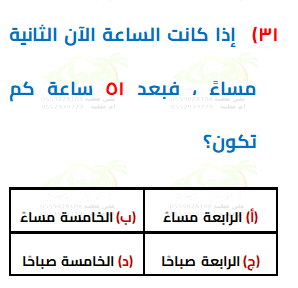 ٣١) إذا كانت الساعة الآن الثانية
مساءً ، فبعد ٥١ ساعة كم
تكون؟
(أ) الرابعة مساءً (ب) الخامسة مساءً
(ج) الرابعة صباحًا (د) الخامسة صباحًا